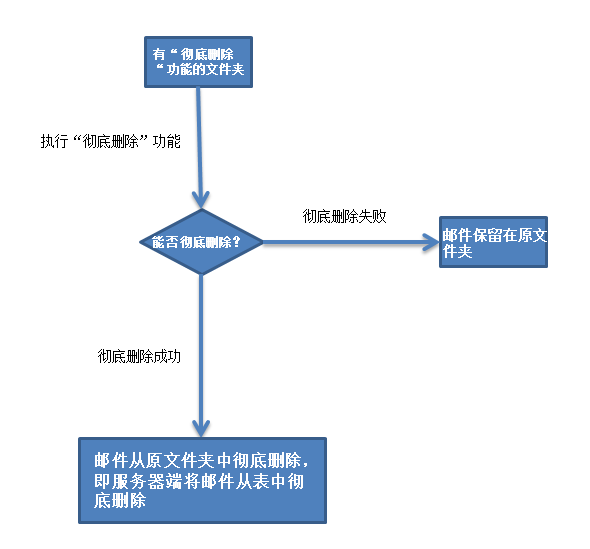 有“彻底删除
“功能的文件夹
执行“彻底删除”功能
能否彻底删除?
彻底删除失败
邮件保留在原文
件夹
彻底删除成功
邮件从原文件夹中彻底删除，
即服务器端将邮件从表中彻
底删除